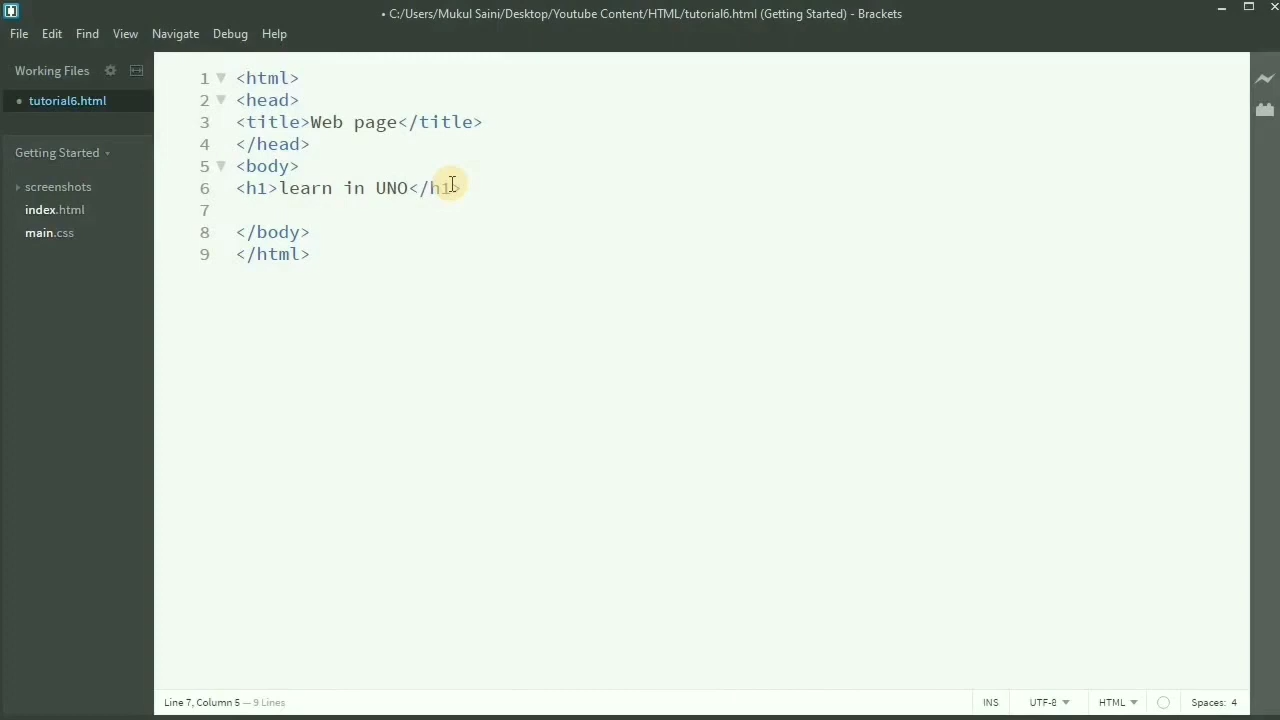 • C:/Users/Mukul Saini/Desktop/Youtube Content/HTML/tutorial6.html (Getting Started) - Brackets
File Edit Find View Navigate Debug Help
Working Files
• tutorial6.html
Getting Started
screenshots
index.html
main.css
1 <html>
2 <head>
3 <title>Web page</title>
4 </head>
5 <body>
6 <h1>learn in UNO</h1>
7
8 </body>
9 </html>
Line 7, Column 5 — 9 Lines
INS UTF-8 HTML Spaces: 4